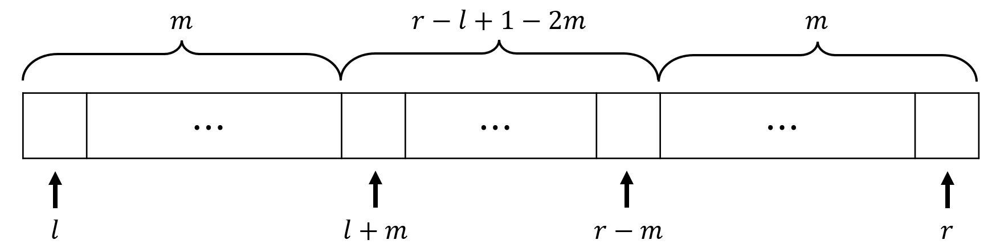 m r − l + 1 − 2m m
... ... ...
l l + m r − m r